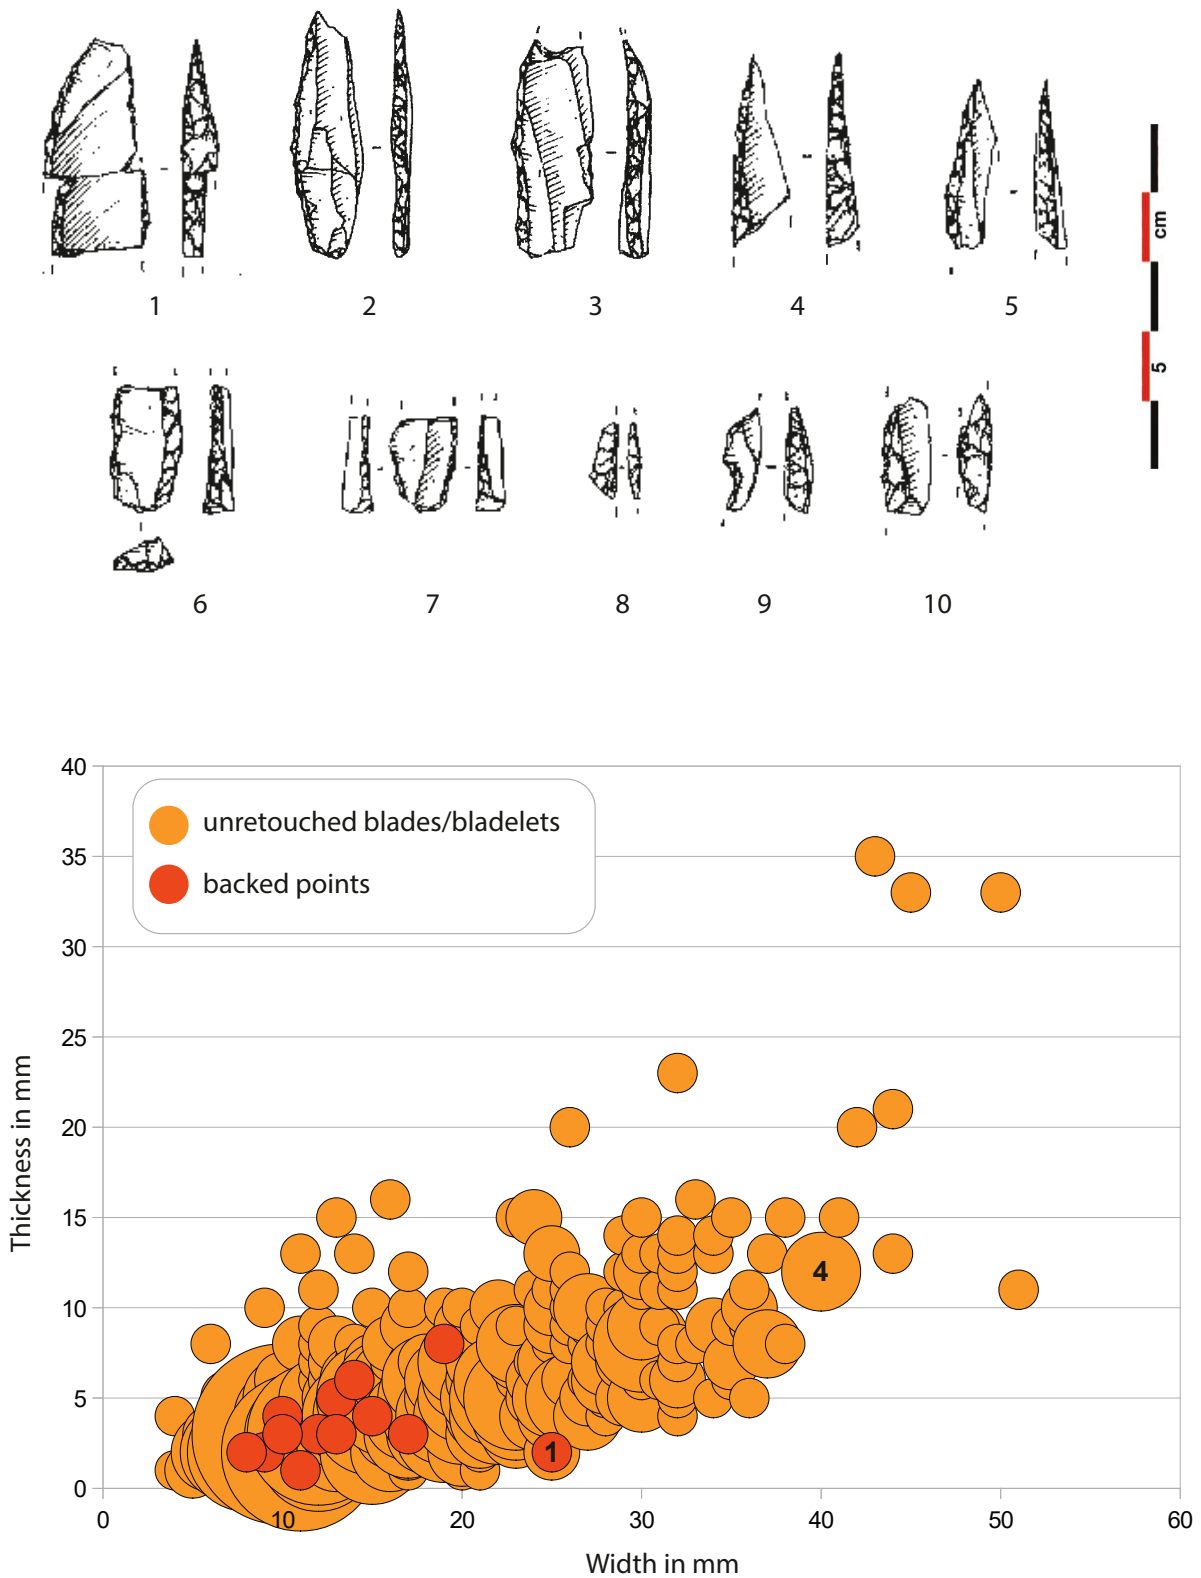 1 2 3 4 5
cm
5
6 7 8 9 10
40
35
30
25
20
15
10
5
0
unretouched blades/bladelets
backed points
4
1
Thickness in mm
0 10 20 30 40 50 60
Width in mm